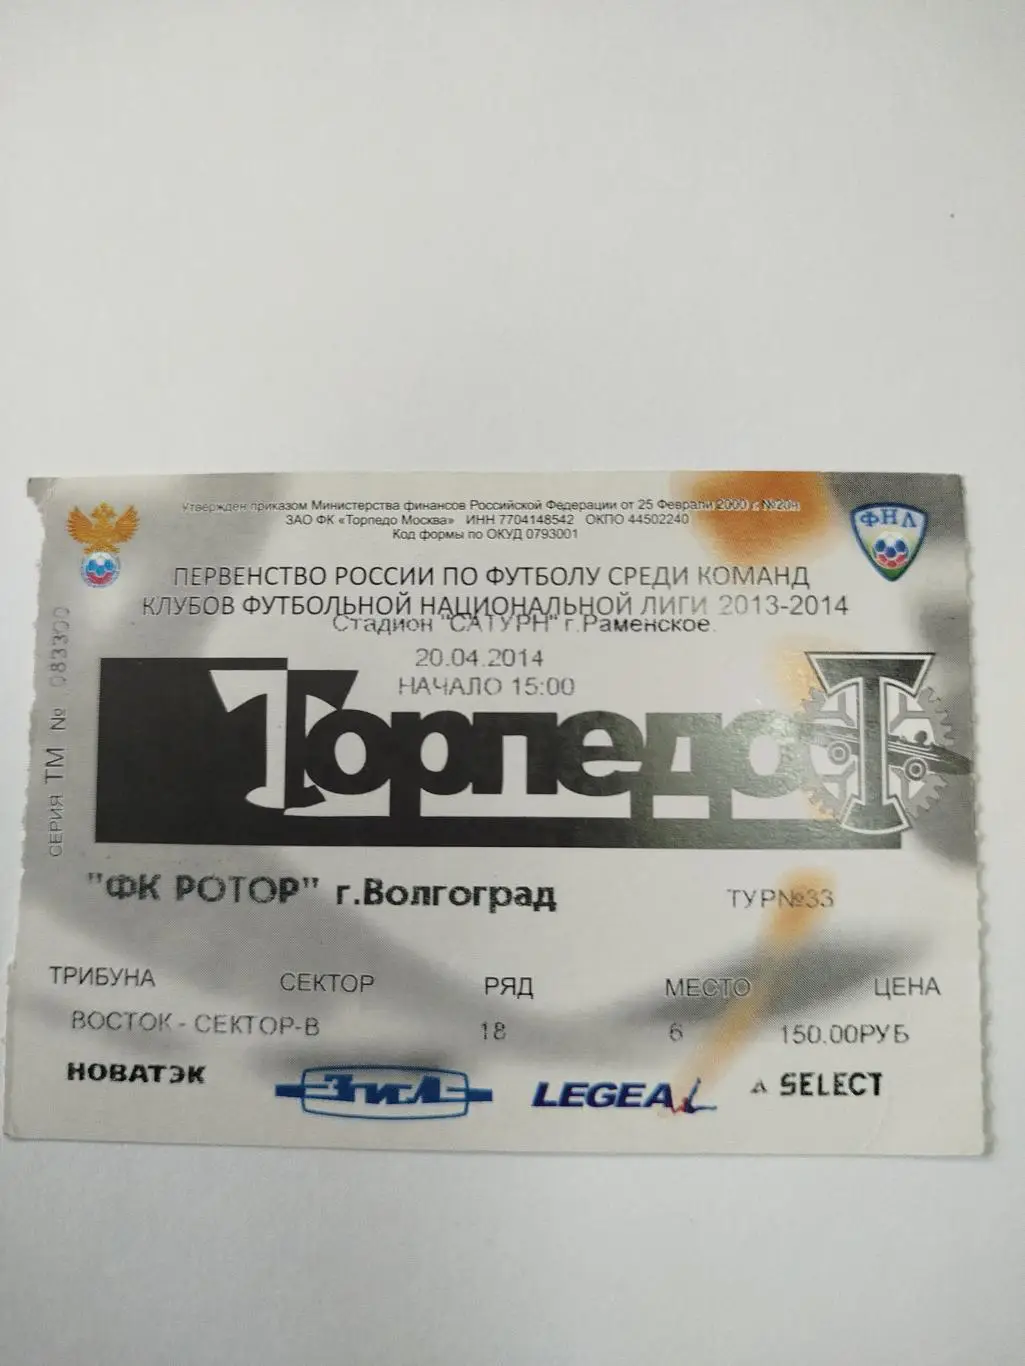 Утвержден приказом Министерства финансов Российской Федерации от 25 Февраля 2000 г. №20н
ЗАО ФК «Торпедо Москва» ИНН 7704148542 ОКПО 44502240
Код формы по ОКУД 0793001
ФНЛ
ПЕРВЕНСТВО РОССИИ ПО ФУТБОЛУ СРЕДИ КОМАНД
КЛУБОВ ФУТБОЛЬНОЙ НАЦИОНАЛЬНОЙ ЛИГИ 2013-2014
Стадион "САТУРН" г.Раменское.
20.04.2014
НАЧАЛО 15:00
СЕРИЯ ТМ № 083300
Торпедо
Т
"ФК РОТОР" г.Волгоград
ТУР№33
ТРИБУНА СЕКТОР РЯД МЕСТО ЦЕНА
ВОСТОК - СЕКТОР-В 18 6 150.00РУБ
НОВАТЭК ЗИГЛЕ LEGEA SELECT